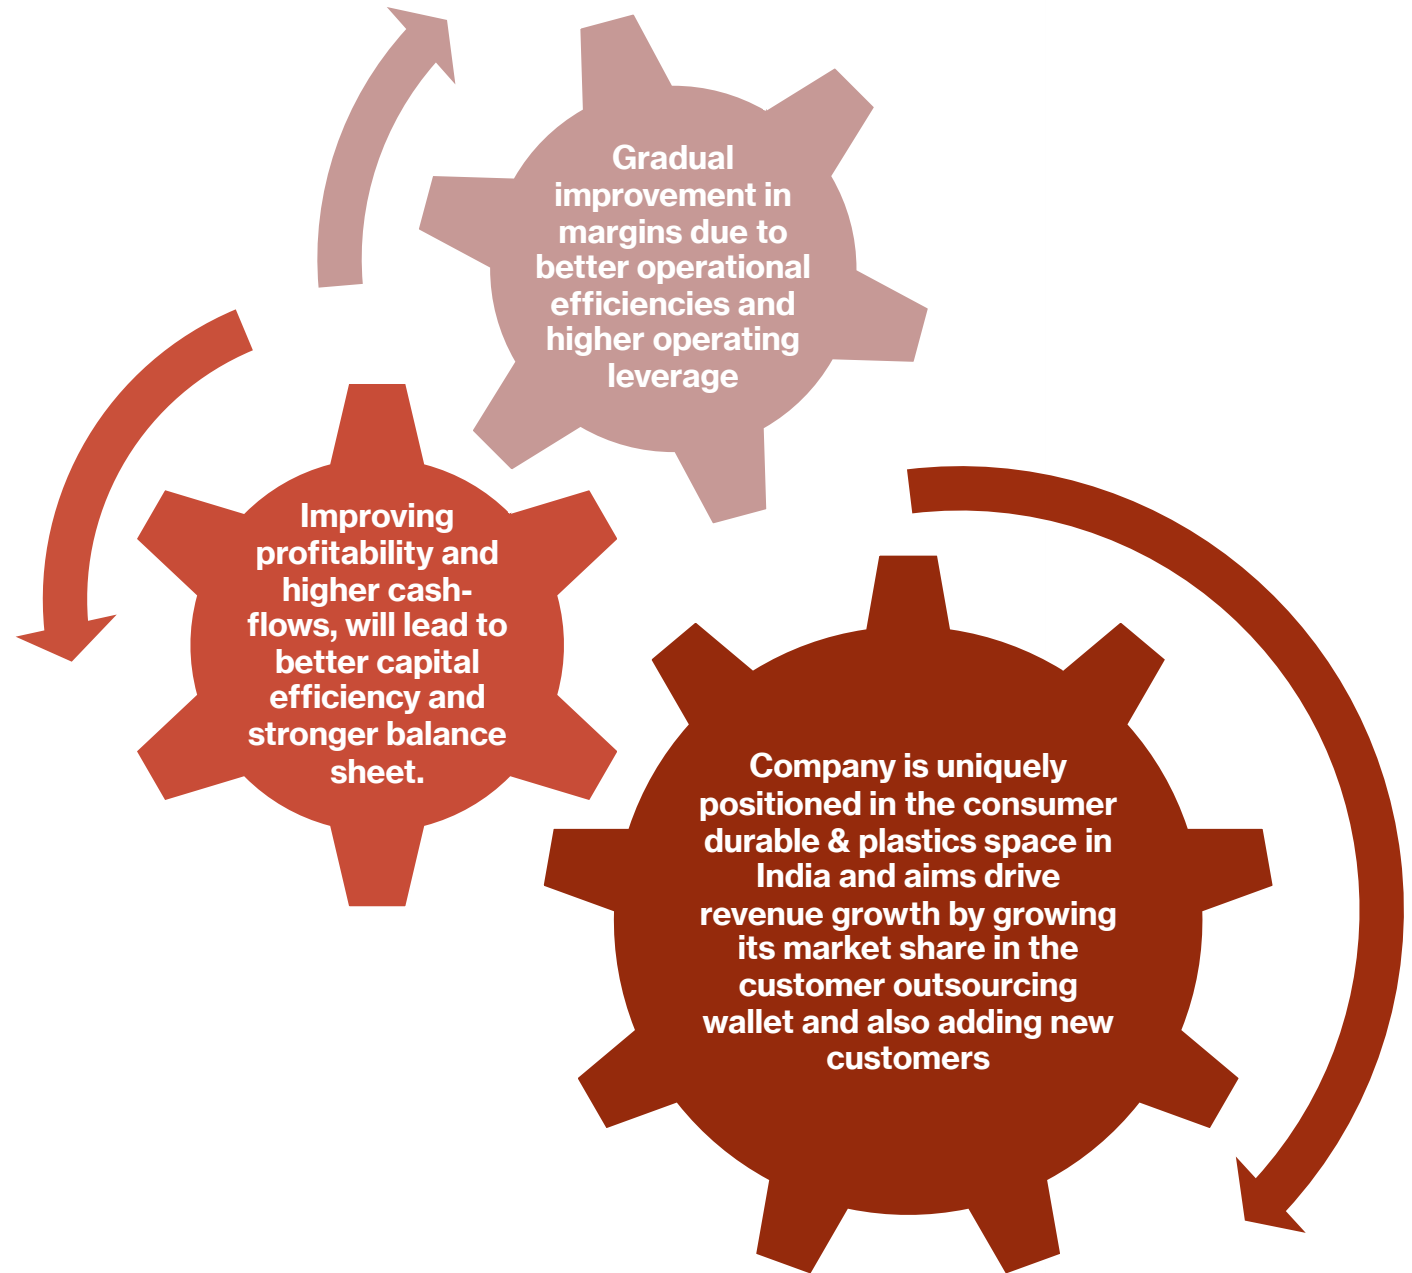 Gradual
improvement in
margins due to
better operational
efficiencies and
higher operating
leverage
Improving
profitability and
higher cash-
flows, will lead to
better capital
efficiency and
stronger balance
sheet.
Company is uniquely
positioned in the consumer
durable & plastics space in
India and aims drive
revenue growth by growing
its market share in the
customer outsourcing
wallet and also adding new
customers